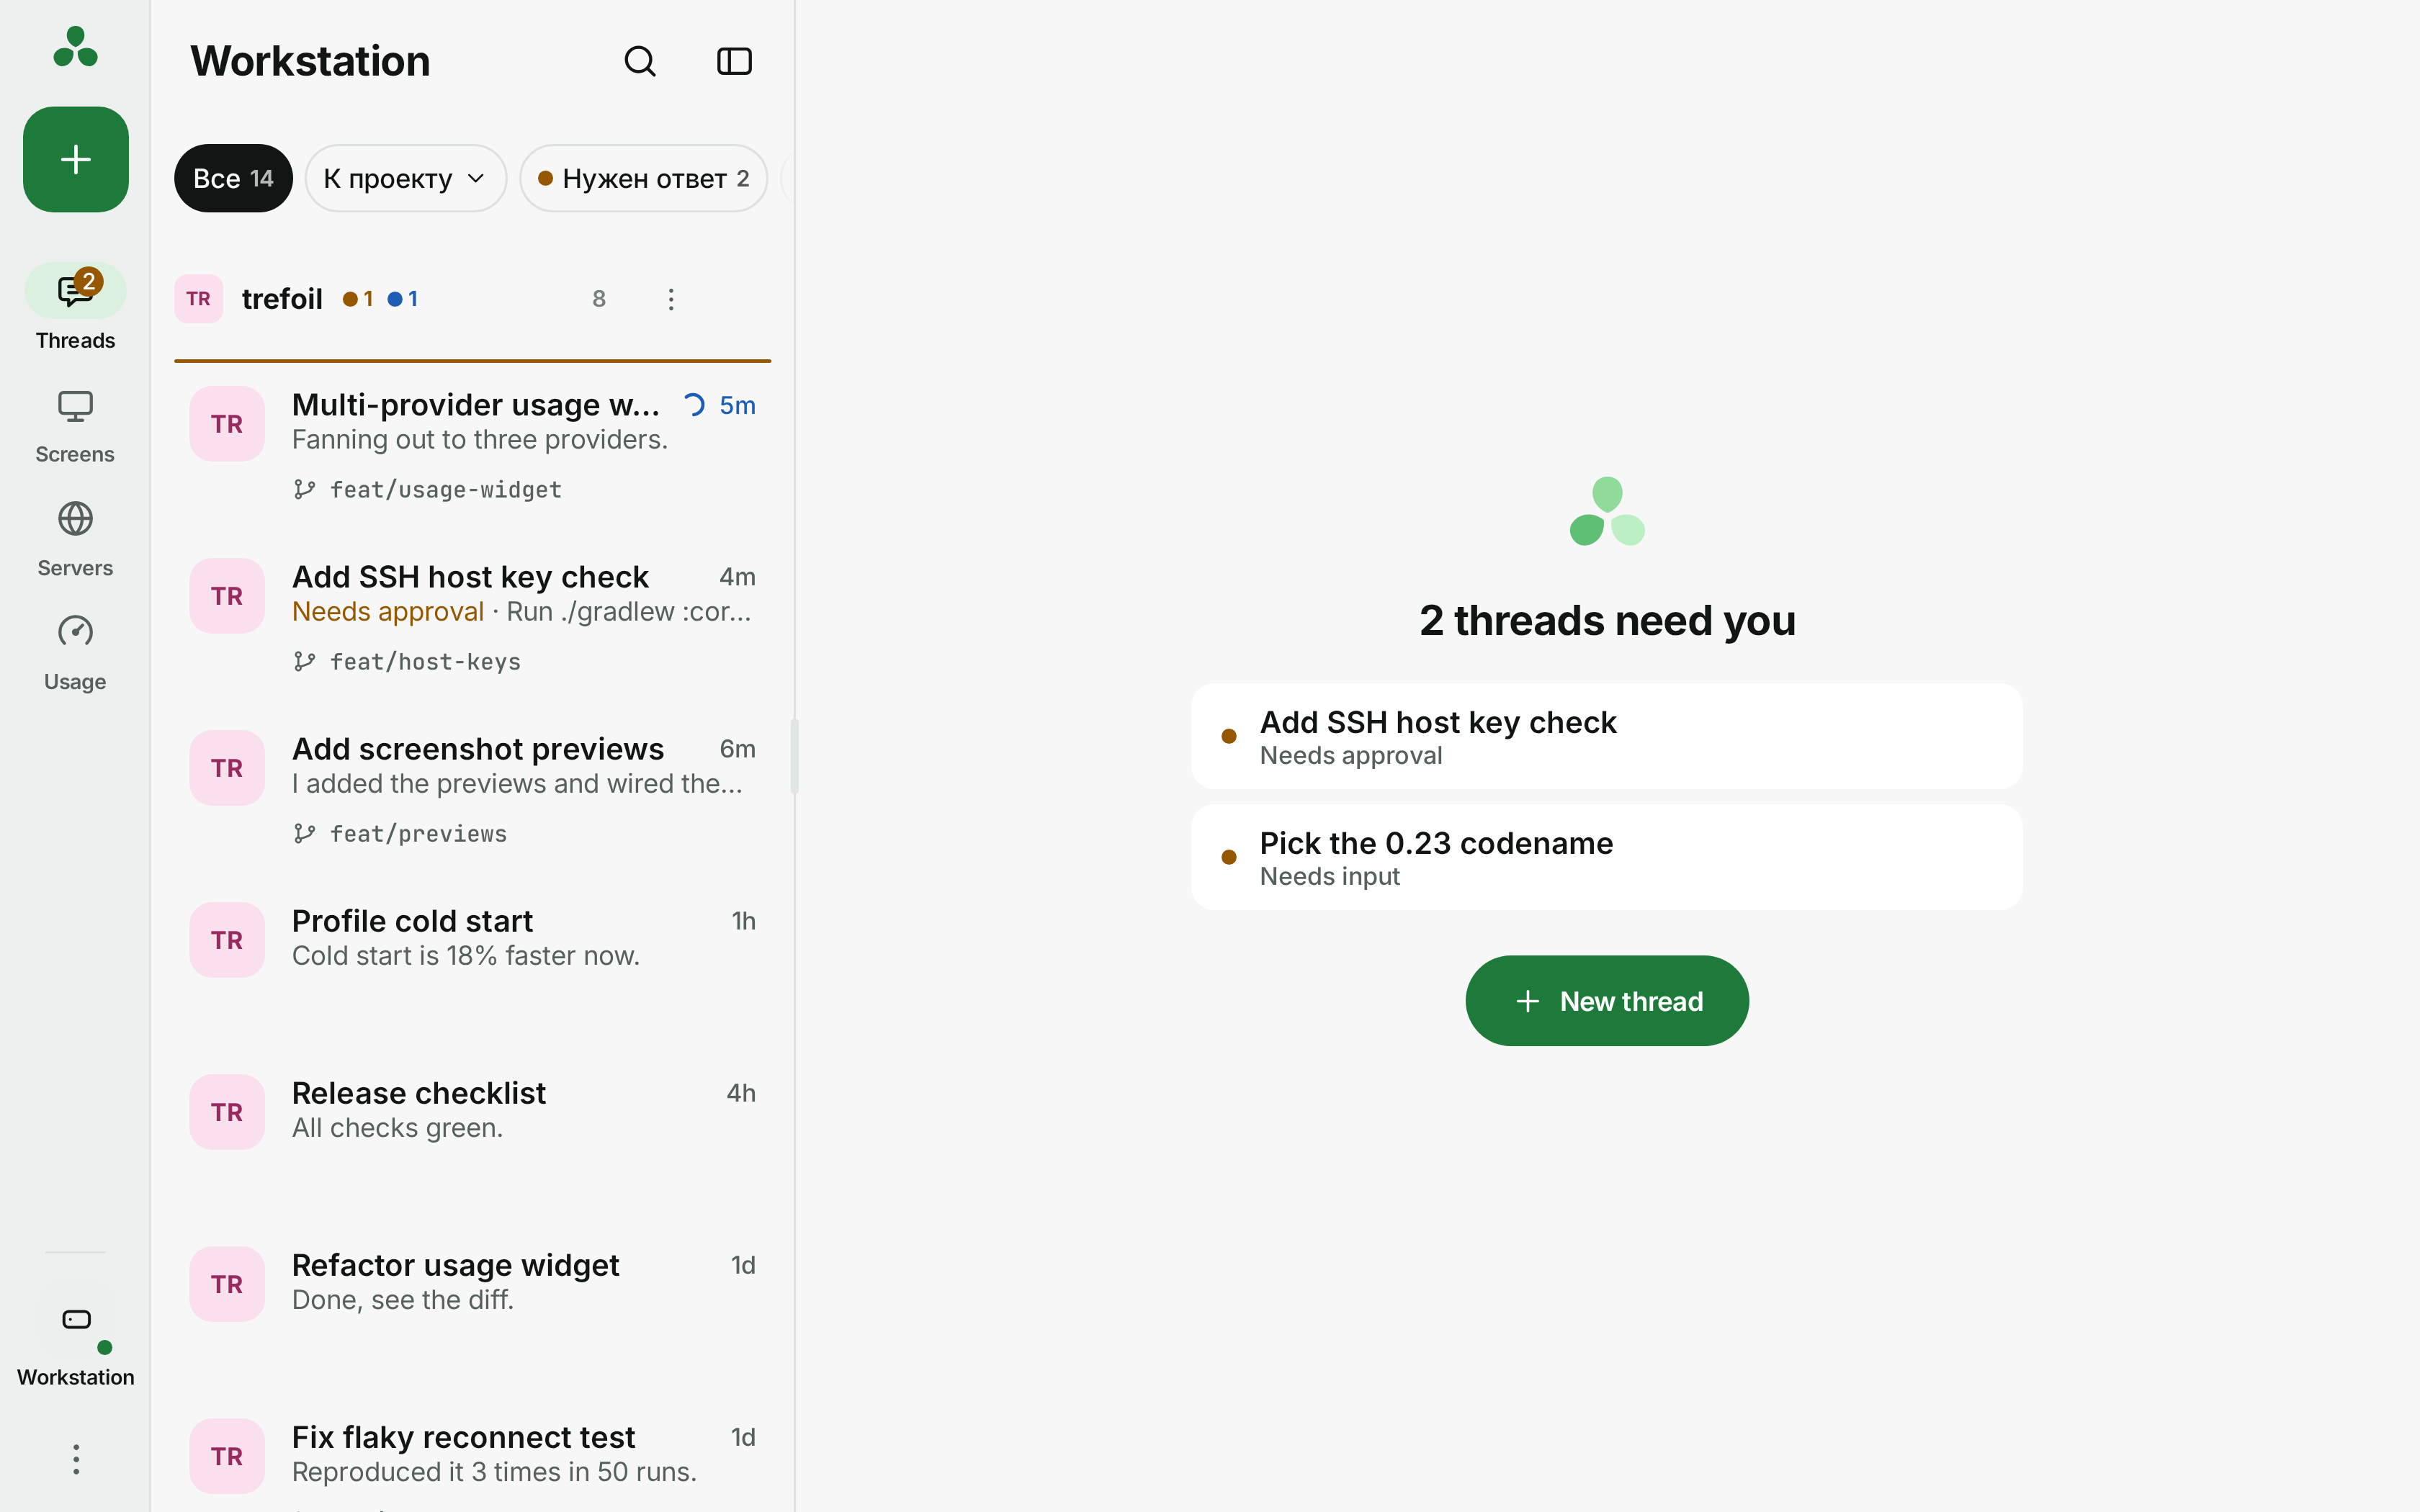 Workstation
Все 14
К проекту
Нужен ответ 2
2
Threads
Screens
Servers
Usage
Workstation
TR trefoil 1 1 8
TR
Multi-provider usage w... 5m
Fanning out to three providers.
feat/usage-widget
TR
Add SSH host key check 4m
Needs approval · Run ./gradlew :cor...
feat/host-keys
TR
Add screenshot previews 6m
I added the previews and wired the...
feat/previews
TR
Profile cold start 1h
Cold start is 18% faster now.
TR
Release checklist 4h
All checks green.
TR
Refactor usage widget 1d
Done, see the diff.
TR
Fix flaky reconnect test 1d
Reproduced it 3 times in 50 runs.
2 threads need you
Add SSH host key check
Needs approval
Pick the 0.23 codename
Needs input
New thread